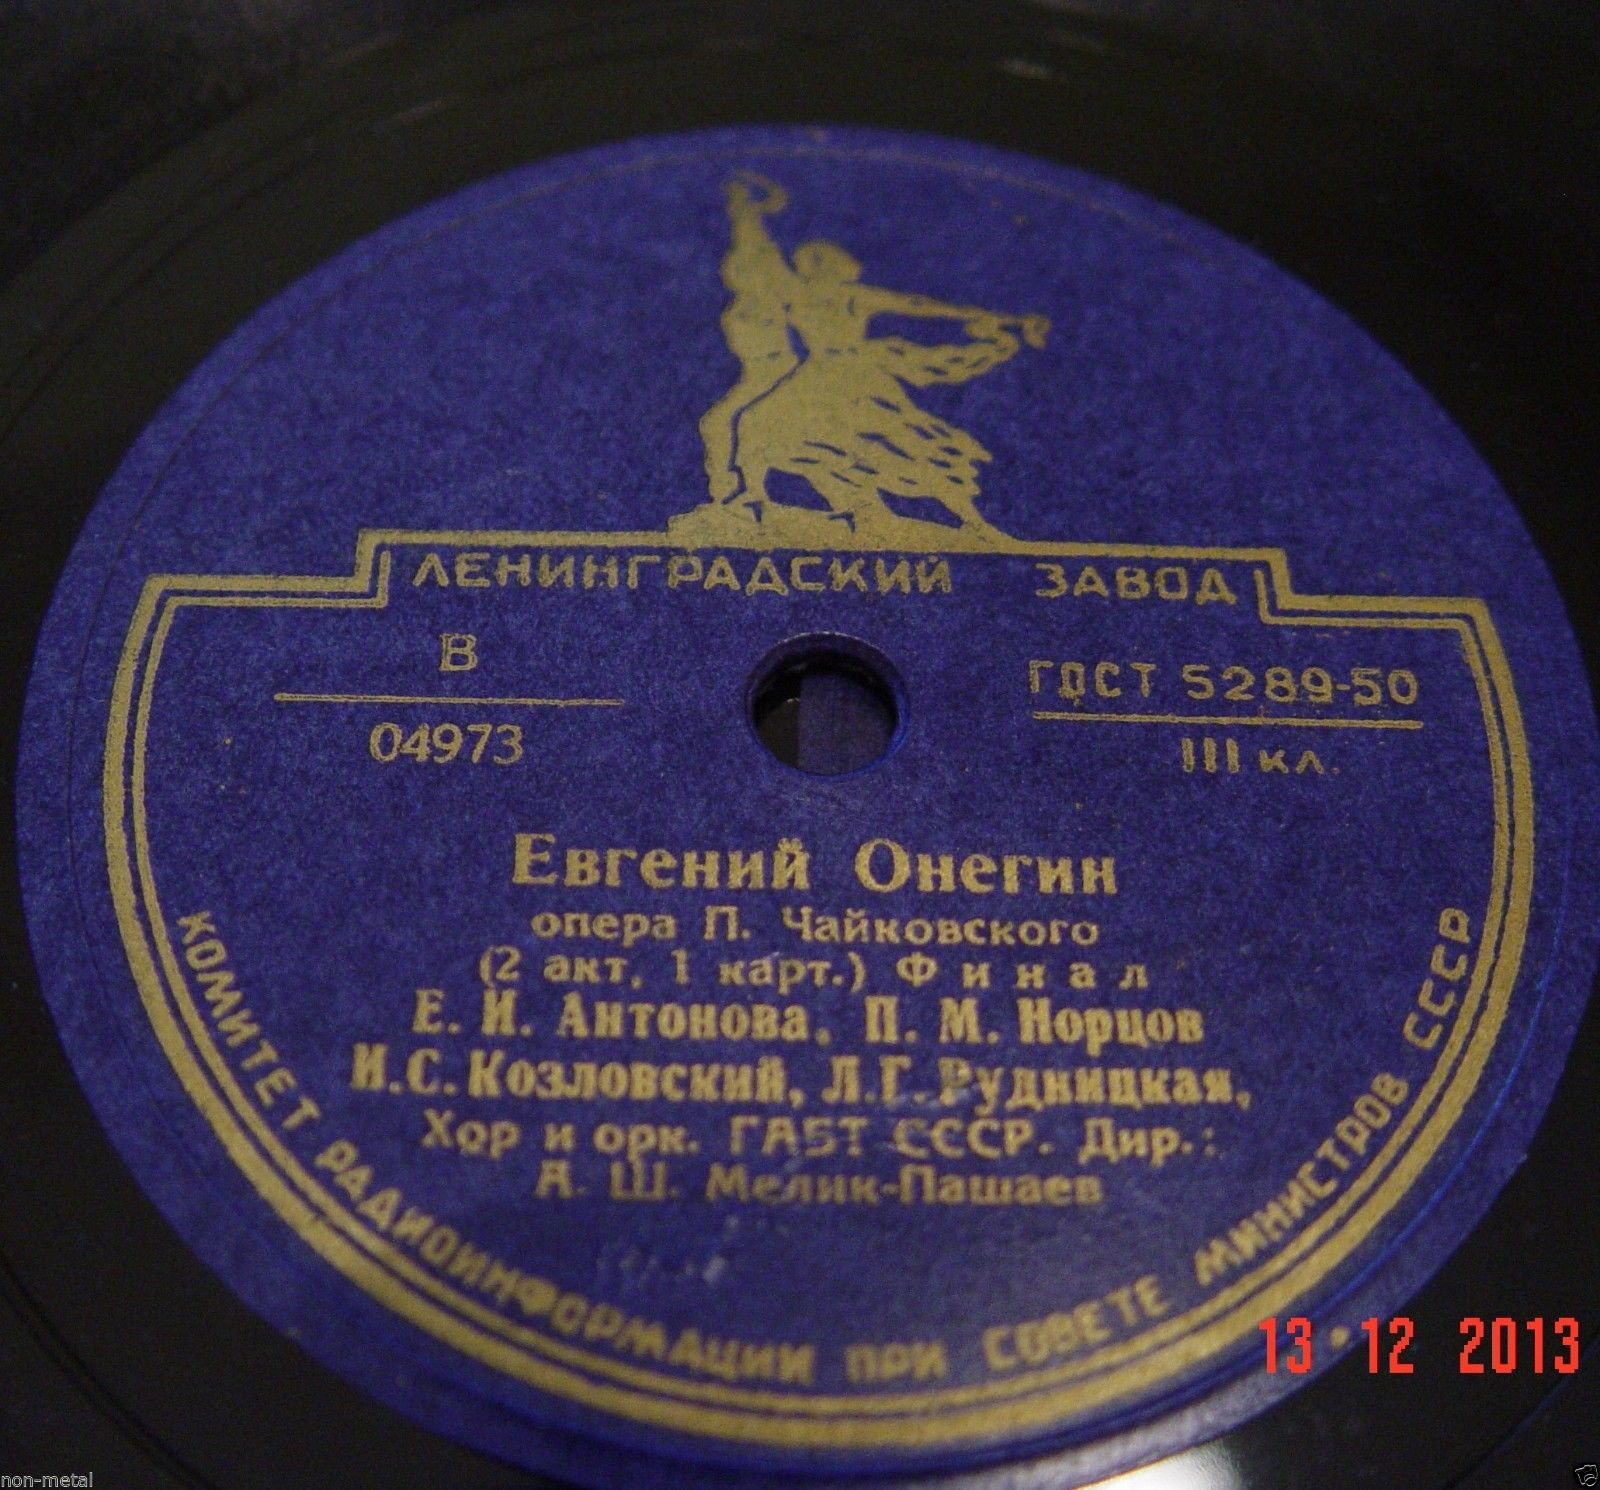 ЛЕНИНГРАДСКИЙ ЗАВОД
В
04973
ГОСТ 5289-50
III кл.
Евгений Онегин
опера П. Чайковского
(2 акт, 1 карт.) Финал
Е. И. Антонова, П. М. Норцов
И. С. Козловский, Л. Г. Рудницкая,
Хор и орк. ГАБТ СССР. Дир.:
А. Ш. Мелик-Пашаев
КОМИТЕТ РАДИОИНФОРМАЦИИ ПРИ СОВЕТЕ МИНИСТРОВ СССР
13 • 12 2013
non-metal